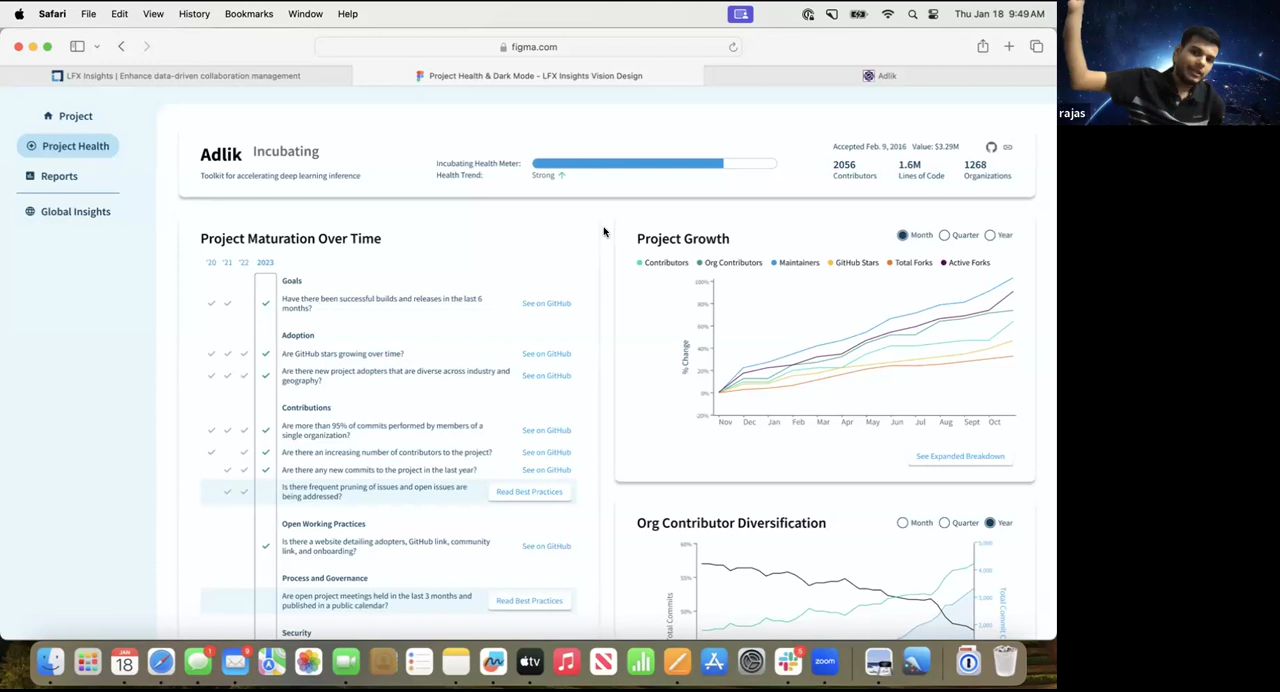 Safari File Edit View History Bookmarks Window Help Thu Jan 18 9:49 AM
figma.com
LFX Insights | Enhance data-driven collaboration management
Project Health & Dark Mode - LFX Insights Vision Design
Adlik
rajas
Project
Project Health
Reports
Global Insights
Adlik Incubating
Toolkit for accelerating deep learning inference
Incubating Health Meter:
Health Trend: Strong
Accepted Feb. 9, 2016 Value: $3.29M
2056 1.6M 1268
Contributors Lines of Code Organizations
Project Maturation Over Time
'20 '21 '22 2023
Goals
Have there been successful builds and releases in the last 6
months?
See on GitHub
Adoption
Are GitHub stars growing over time?
See on GitHub
Are there new project adopters that are diverse across industry and
geography?
See on GitHub
Contributions
Are more than 95% of commits performed by members of a
single organization?
See on GitHub
Are there an increasing number of contributors to the project?
See on GitHub
Are there any new commits to the project in the last year?
See on GitHub
Is there frequent pruning of issues and open issues are
being addressed?
Read Best Practices
Open Working Practices
Is there a website detailing adopters, GitHub link, community
link, and onboarding?
See on GitHub
Process and Governance
Are open project meetings held in the last 3 months and
published in a public calendar?
Read Best Practices
Security
Project Growth
Month Quarter Year
Contributors Org Contributors Maintainers GitHub Stars Total Forks Active Forks
100%
80%
60%
40%
20%
0%
-20%
% Change
Nov Dec Jan Feb Mar Apr May Jun Jul Aug Sept Oct
See Expanded Breakdown
Org Contributor Diversification
Month Quarter Year
60%
55%
50%
Total Commits
5,000
4,000
3,000
2,000
Total Commit
JAN
18
1
9
tv
5
zoom